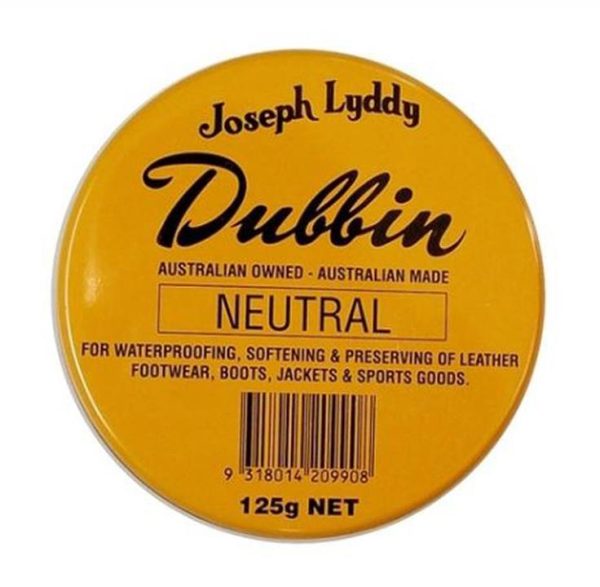 Joseph Lyddy
Dubbin
AUSTRALIAN OWNED - AUSTRALIAN MADE
NEUTRAL
FOR WATERPROOFING, SOFTENING & PRESERVING OF LEATHER
FOOTWEAR, BOOTS, JACKETS & SPORTS GOODS.
9 318014 209908
125g NET